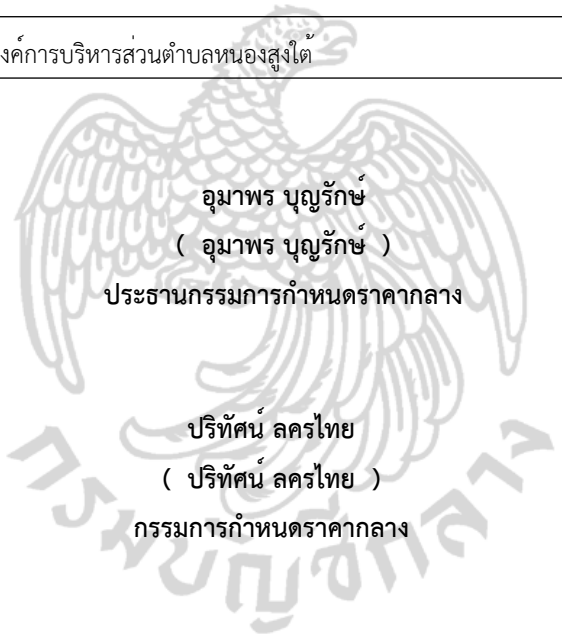 งค์การบริหารส่วนตำบลหนองสูงใต้
อุมาพร บุญรักษ์
( อุมาพร บุญรักษ์ )
ประธานกรรมการกำหนดราคากลาง
ปริทัศน์ ลครไทย
( ปริทัศน์ ลครไทย )
กรรมการกำหนดราคากลาง
กรมบัญชีกลาง